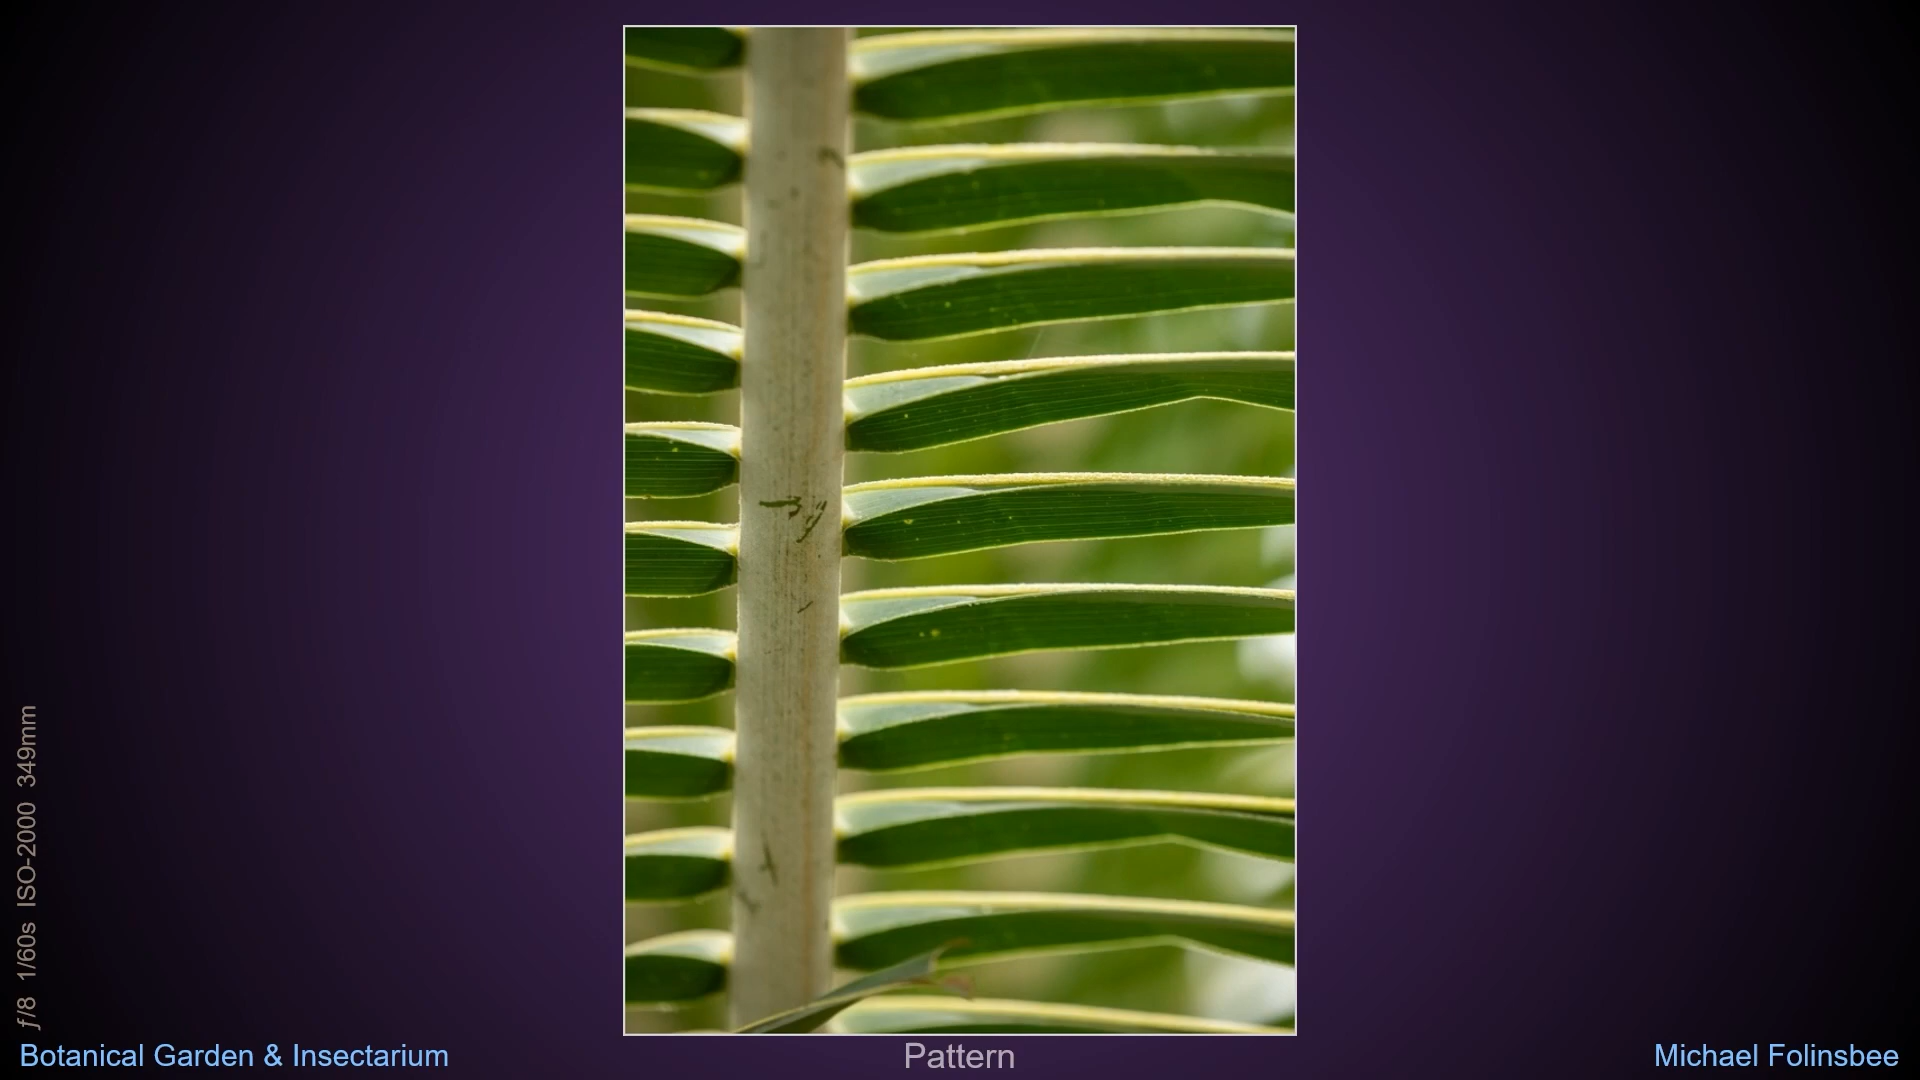 ƒ/8 1/60s ISO-2000 349mm
Botanical Garden & Insectarium
Pattern
Michael Folinsbee